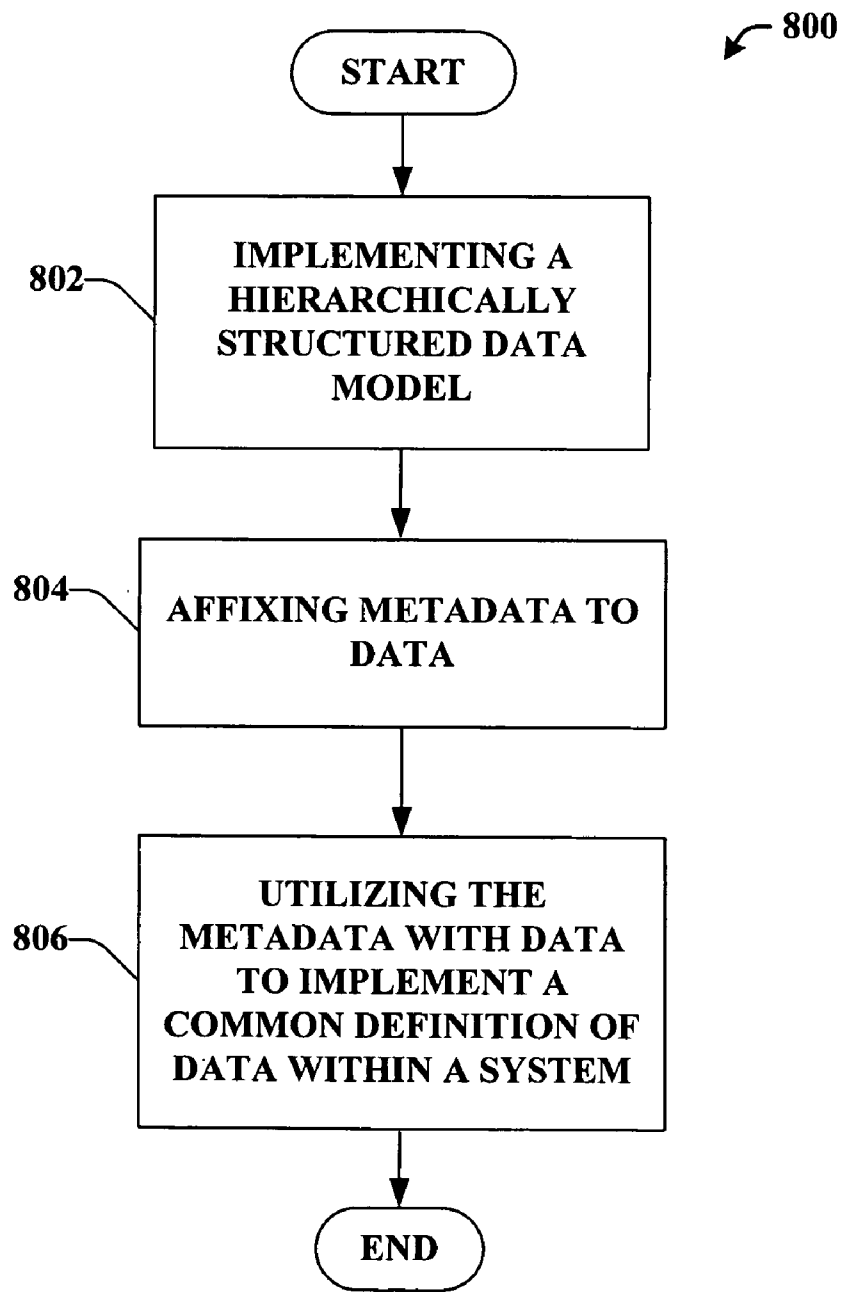 800
START
802
IMPLEMENTING A
HIERARCHICALLY
STRUCTURED DATA
MODEL
804
AFFIXING METADATA TO
DATA
806
UTILIZING THE
METADATA WITH DATA
TO IMPLEMENT A
COMMON DEFINITION OF
DATA WITHIN A SYSTEM
END